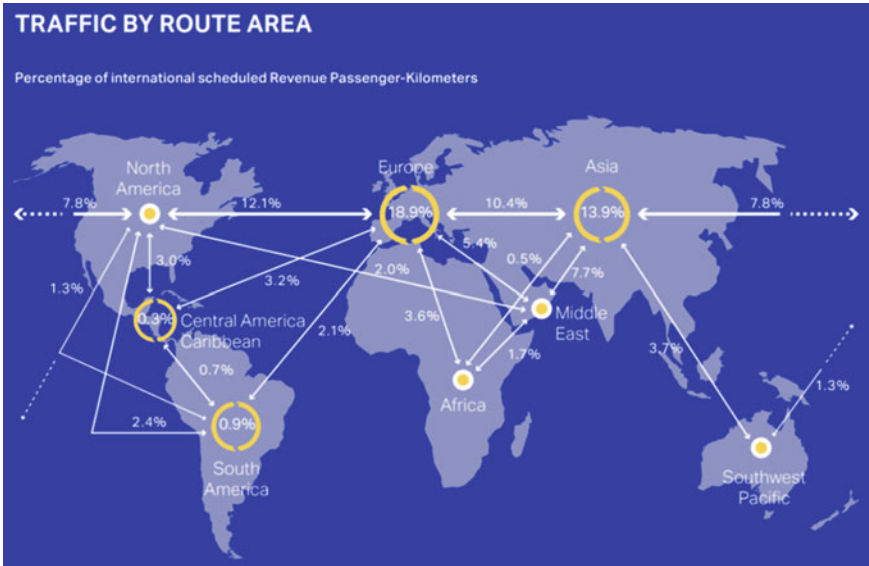 TRAFFIC BY ROUTE AREA
Percentage of international scheduled Revenue Passenger-Kilometers
North
America
Europe
Asia
7.8%
12.1%
18.9%
10.4%
13.9%
7.8%
5.4%
0.5%
3.0%
2.0%
7.7%
3.2%
1.3%
0.3%
Central America
Caribbean
Middle
East
3.6%
2.1%
1.7%
3.7%
0.7%
1.3%
Africa
2.4%
0.9%
South
America
Southwest
Pacific